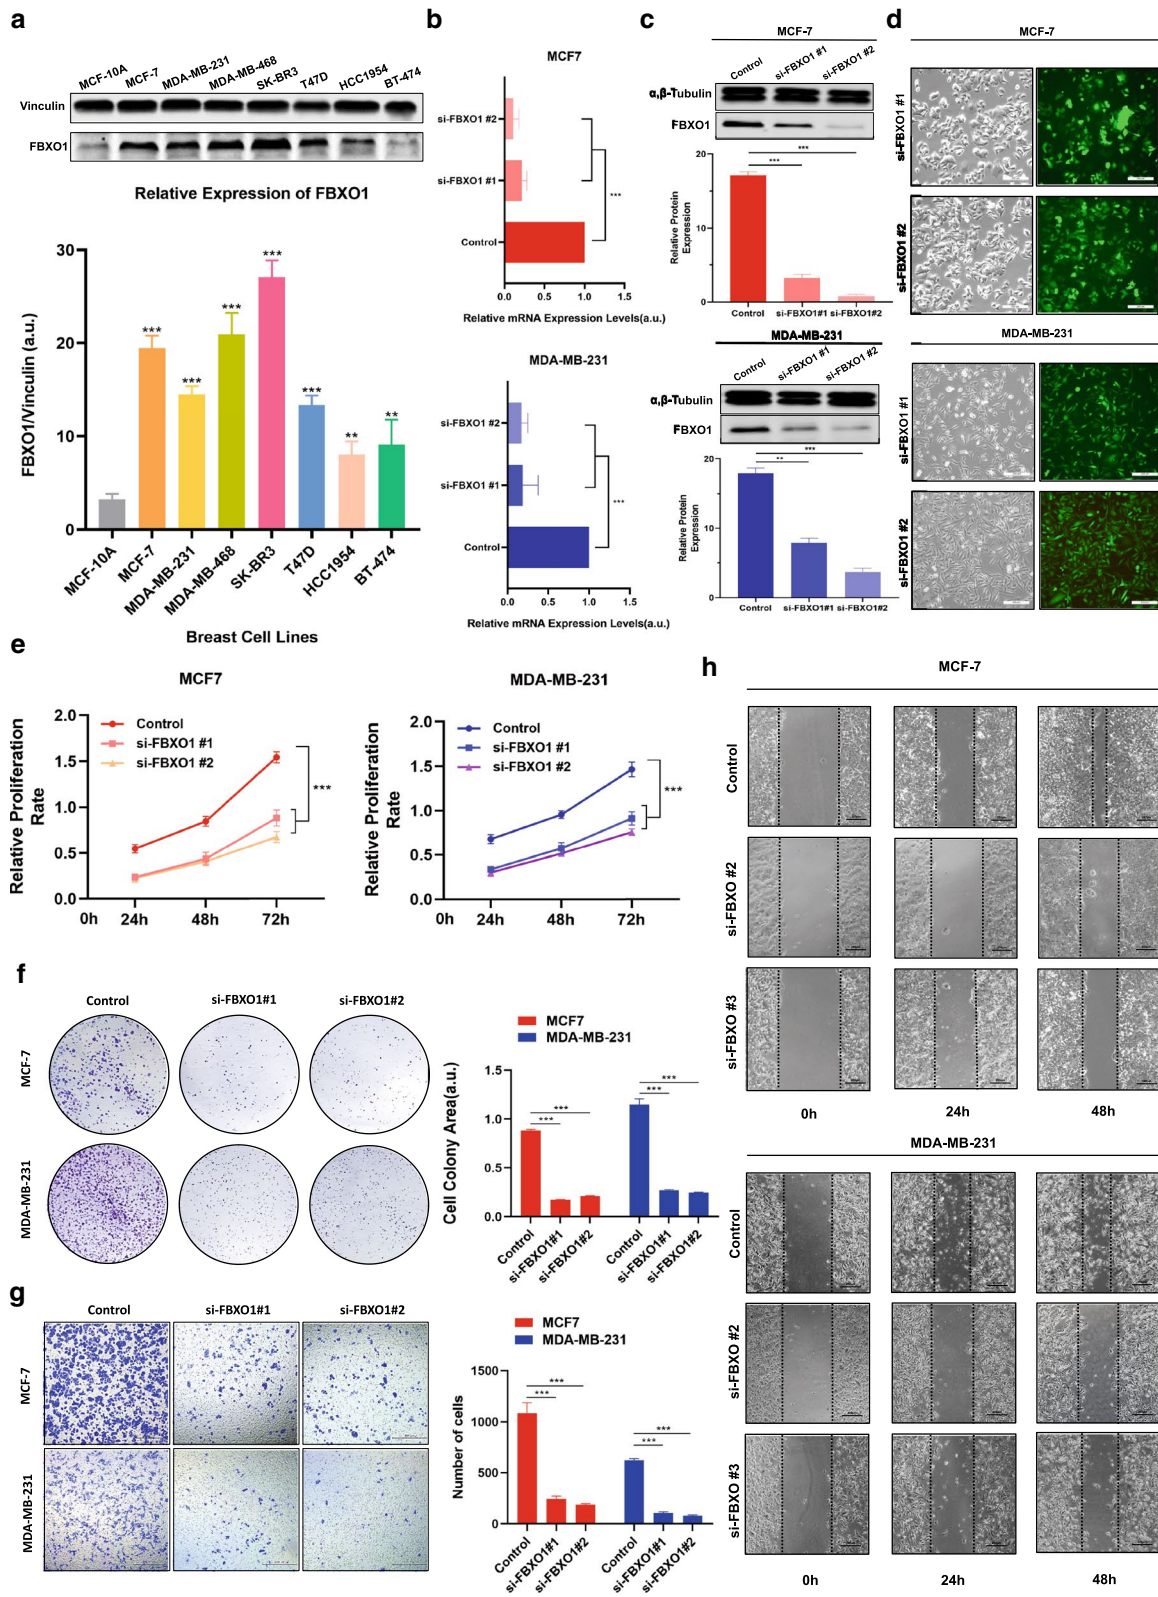 a
MCF-10A MCF-7 MDA-MB-231 MDA-MB-468 SK-BR3 T47D HCC1954 BT-474
Vinculin
FBXO1
Relative Expression of FBXO1
FBXO1/Vinculin (a.u.)
30
20
10
0
*** *** *** *** *** ** **
MCF-10A MCF-7 MDA-MB-231 MDA-MB-468 SK-BR3 T47D HCC1954 BT-474
Breast Cell Lines
b
MCF7
si-FBXO1 #2
si-FBXO1 #1
Control
***
0.0 0.5 1.0 1.5
Relative mRNA Expression Levels(a.u.)
MDA-MB-231
si-FBXO1 #2
si-FBXO1 #1
Control
***
0.0 0.5 1.0 1.5
Relative mRNA Expression Levels(a.u.)
c
MCF-7
Control si-FBXO1 #1 si-FBXO1 #2
α,β-Tubulin
FBXO1
Relative Protein Expression
20
10
0
***
***
Control si-FBXO1#1 si-FBXO1#2
MDA-MB-231
Control si-FBXO1 #1 si-FBXO1 #2
α,β-Tubulin
FBXO1
Relative Protein Expression
20
10
0
***
**
Control si-FBXO1#1 si-FBXO1#2
d
MCF-7
si-FBXO1 #1
si-FBXO1 #2
MDA-MB-231
si-FBXO1 #1
si-FBXO1 #2
e
MCF7
Relative Proliferation Rate
2.0
1.5
1.0
0.5
0.0
Control
si-FBXO1 #1
si-FBXO1 #2
***
0h 24h 48h 72h
MDA-MB-231
Relative Proliferation Rate
2.0
1.5
1.0
0.5
0.0
Control
si-FBXO1 #1
si-FBXO1 #2
***
0h 24h 48h 72h
f
Control si-FBXO1#1 si-FBXO1#2
MCF-7
MDA-MB-231
MCF7
MDA-MB-231
Cell Colony Area(a.u.)
1.5
1.0
0.5
0.0
***
***
***
***
Control si-FBXO1#1 si-FBXO1#2 Control si-FBXO1#1 si-FBXO1#2
g
Control si-FBXO1#1 si-FBXO1#2
MCF-7
MDA-MB-231
MCF7
MDA-MB-231
Number of cells
1500
1000
500
0
***
***
***
***
Control si-FBXO1#1 si-FBXO1#2 Control si-FBXO1#1 si-FBXO1#2
h
MCF-7
Control
si-FBXO #2
si-FBXO #3
0h 24h 48h
MDA-MB-231
Control
si-FBXO #2
si-FBXO #3
0h 24h 48h